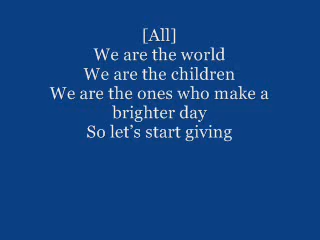 [All]
We are the world
We are the children
We are the ones who make a
brighter day
So let’s start giving